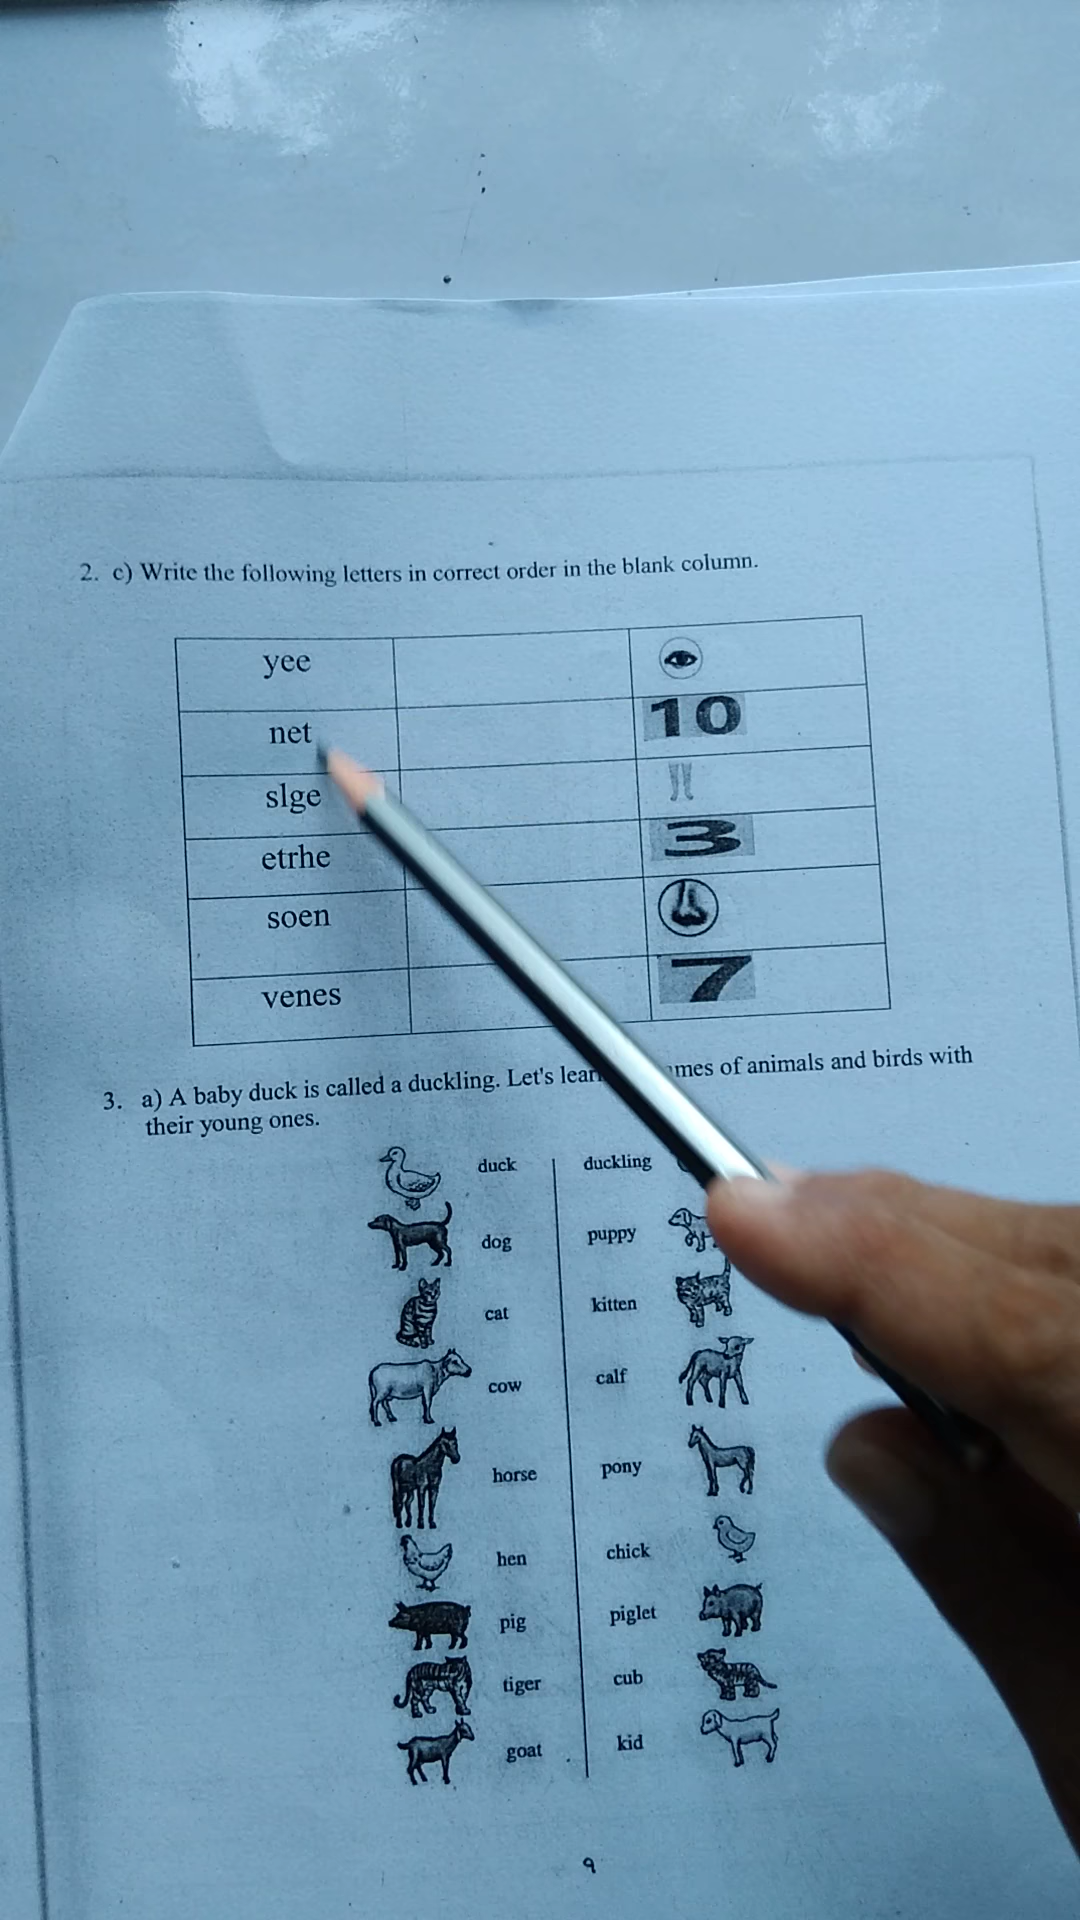 2. c) Write the following letters in correct order in the blank column.
yee
net 10
slge
etrhe 3
soen
venes 7
3. a) A baby duck is called a duckling. Let's of animals and birds with
their young ones.
duck duckling
dog puppy
cat kitten
cow calf
horse pony
hen chick
pig piglet
tiger cub
goat kid
9